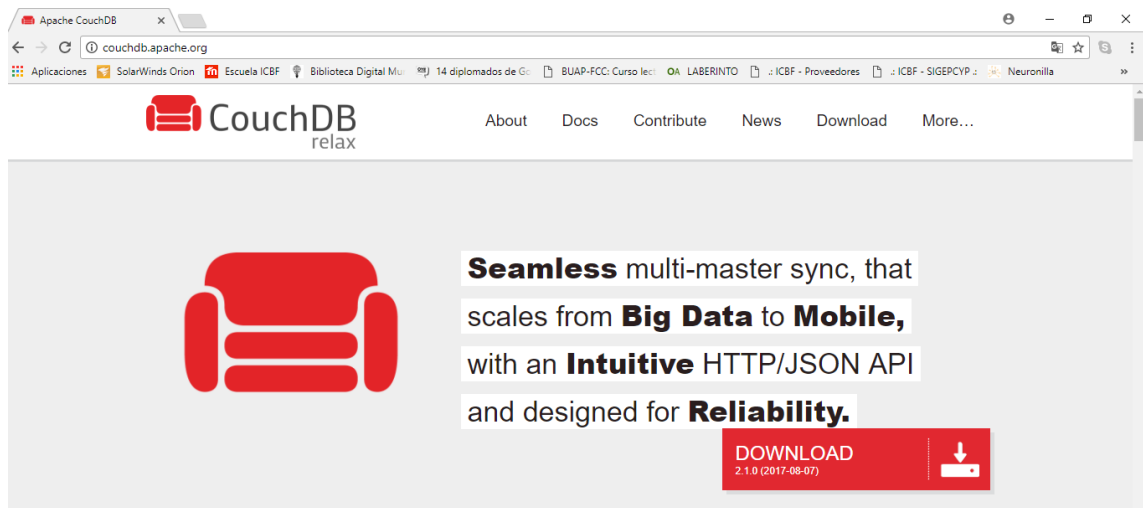 Apache CouchDB
couchdb.apache.org
Aplicaciones SolarWinds Orion Escuela ICBF Biblioteca Digital Mu 14 diplomados de Go BUAP-FCC: Curso lect OA LABERINTO .: ICBF - Proveedores .: ICBF - SIGEPCYP .: Neuronilla »
CouchDB
relax
About Docs Contribute News Download More...
Seamless multi-master sync, that
scales from Big Data to Mobile,
with an Intuitive HTTP/JSON API
and designed for Reliability.
DOWNLOAD
2.1.0 (2017-08-07)